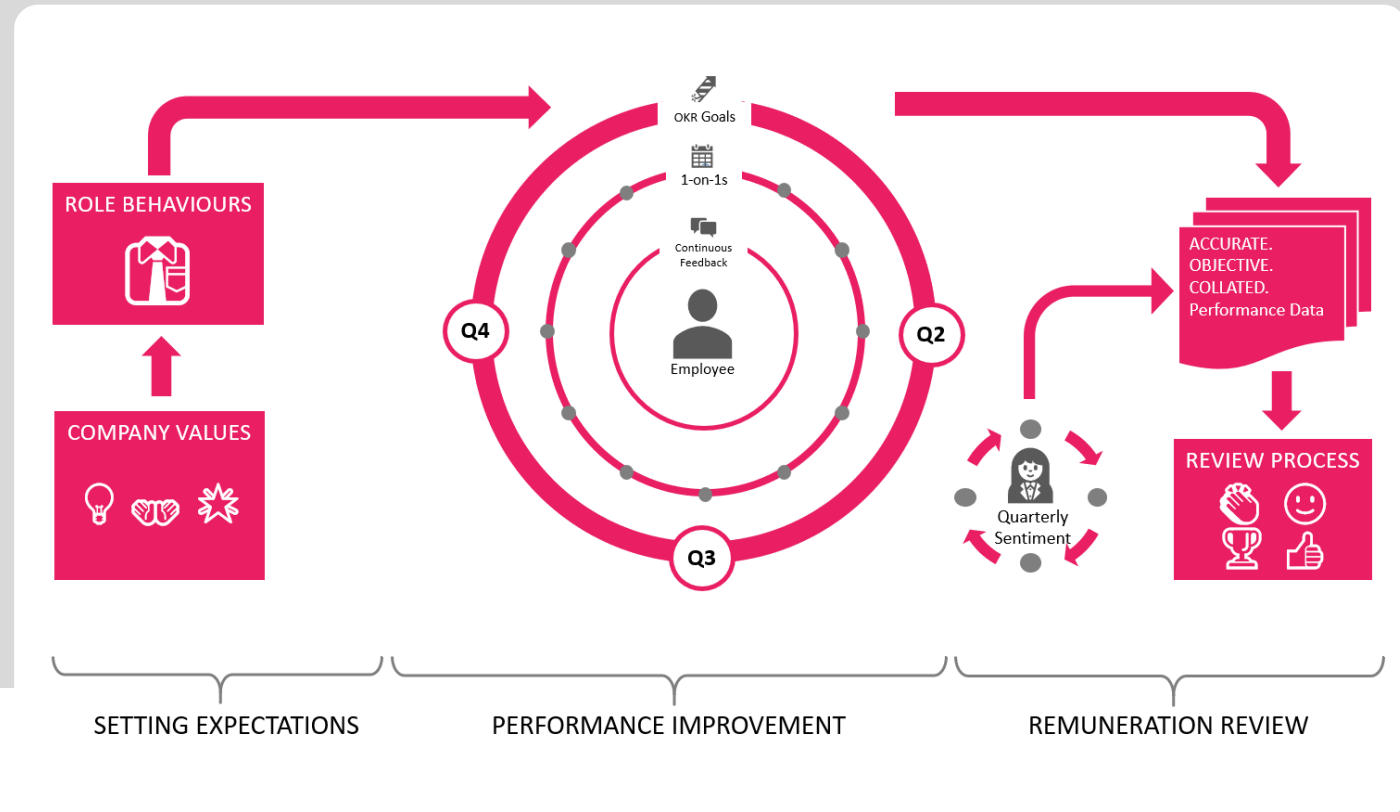 ROLE BEHAVIOURS
COMPANY VALUES
OKR Goals
1-on-1s
Continuous
Feedback
Employee
Q4
Q2
Q3
ACCURATE.
OBJECTIVE.
COLLATED.
Performance Data
Quarterly
Sentiment
REVIEW PROCESS
SETTING EXPECTATIONS
PERFORMANCE IMPROVEMENT
REMUNERATION REVIEW